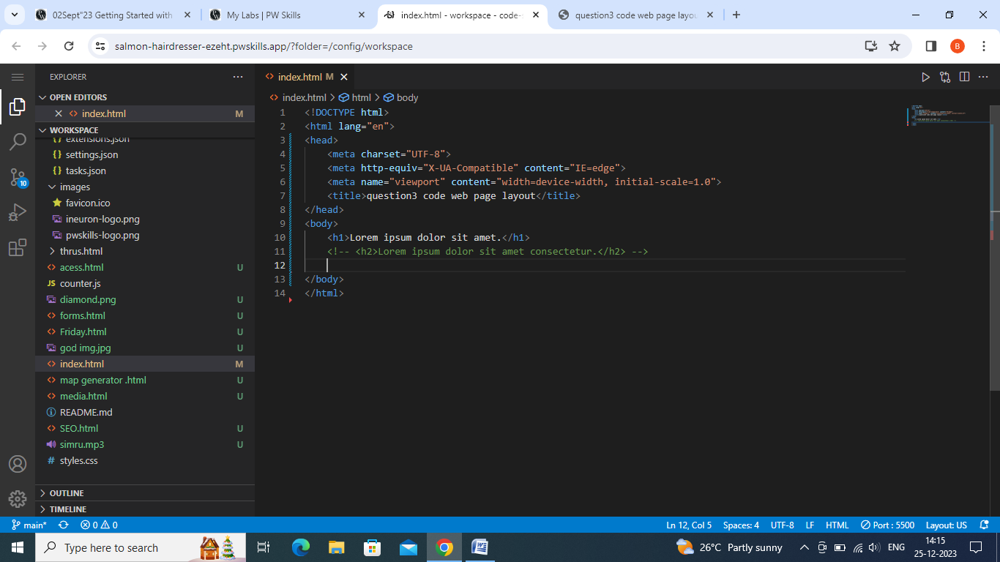 02Sept"23 Getting Started with
My Labs | PW Skills
index.html - workspace - code-s
question3 code web page layou
salmon-hairdresser-ezeht.pwskills.app/?folder=/config/workspace
B
EXPLORER
OPEN EDITORS
index.html M
WORKSPACE
extensions.json
settings.json
tasks.json
images
favicon.ico
ineuron-logo.png
pwskills-logo.png
thrus.html
acess.html U
counter.js
diamond.png U
forms.html U
Friday.html U
god img.jpg U
index.html M
map generator .html U
media.html U
README.md
SEO.html U
simru.mp3 U
styles.css
OUTLINE
TIMELINE
10
index.html M
index.html > html > body
1 <!DOCTYPE html>
2 <html lang="en">
3 <head>
4 <meta charset="UTF-8">
5 <meta http-equiv="X-UA-Compatible" content="IE=edge">
6 <meta name="viewport" content="width=device-width, initial-scale=1.0">
7 <title>question3 code web page layout</title>
8 </head>
9 <body>
10 <h1>Lorem ipsum dolor sit amet.</h1>
11 <!-- <h2>Lorem ipsum dolor sit amet consectetur.</h2> -->
12
13 </body>
14 </html>
main* 0 0 Ln 12, Col 5 Spaces: 4 UTF-8 LF HTML Port : 5500 Layout: US
Type here to search
26°C Partly sunny
ENG
14:15
25-12-2023